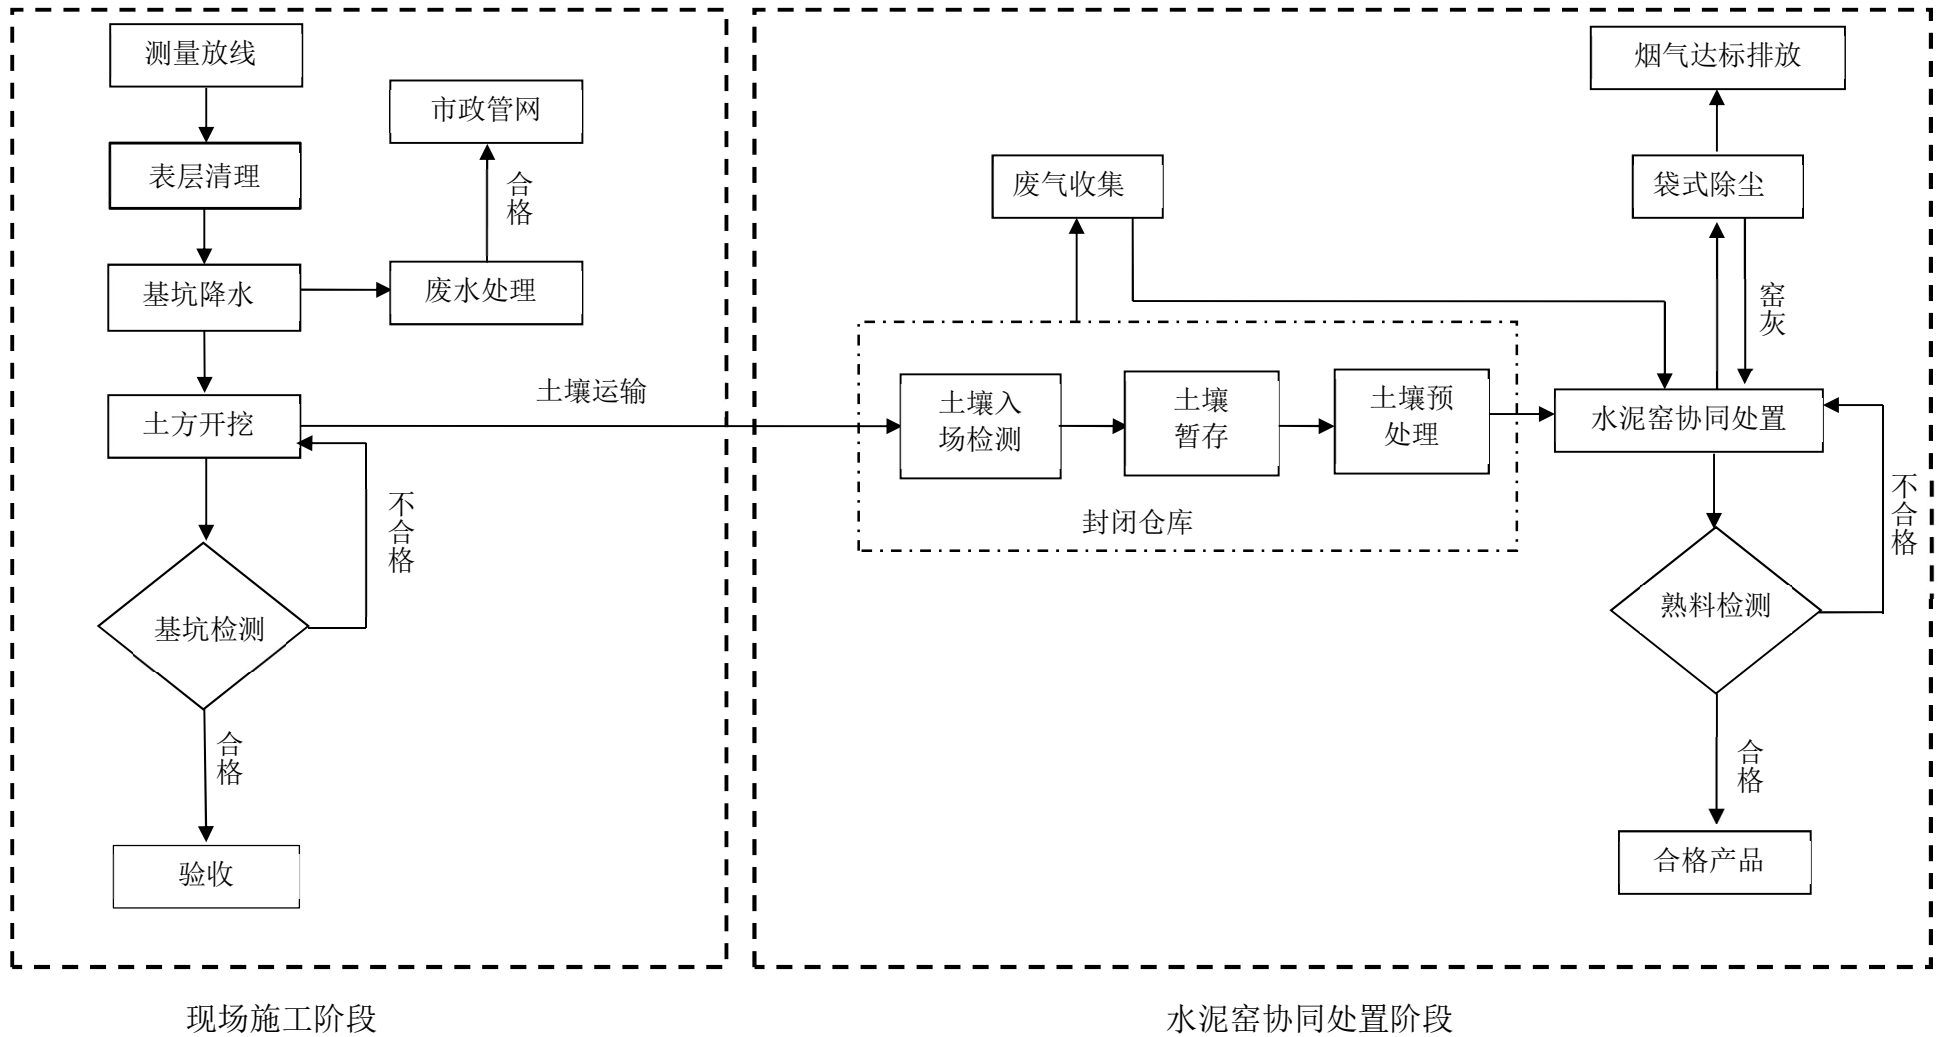 测量放线
表层清理
基坑降水
土方开挖
基坑检测
不合格
合格
验收
市政管网
合格
废水处理
土壤运输
现场施工阶段
烟气达标排放
袋式除尘
废气收集
窑灰
土壤入
场检测
土壤
暂存
土壤预
处理
封闭仓库
水泥窑协同处置
不合格
熟料检测
合格
合格产品
水泥窑协同处置阶段